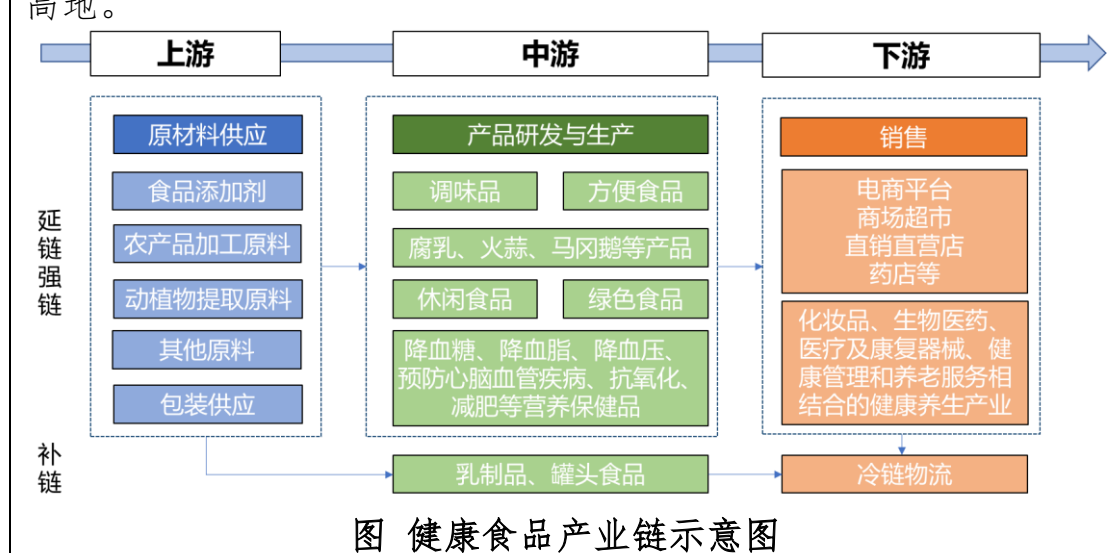 高地。
上游
中游
下游
原材料供应
食品添加剂
农产品加工原料
动植物提取原料
其他原料
包装供应
产品研发与生产
调味品
方便食品
腐乳、火蒜、马冈鹅等产品
休闲食品
绿色食品
降血糖、降血脂、降血压、
预防心脑血管疾病、抗氧化、
减肥等营养保健品
销售
电商平台
商场超市
直销直营店
药店等
化妆品、生物医药、
医疗及康复器械、健
康管理和养老服务相
结合的健康养生产业
延
链
强
链
补
链
乳制品、罐头食品
冷链物流
图 健康食品产业链示意图